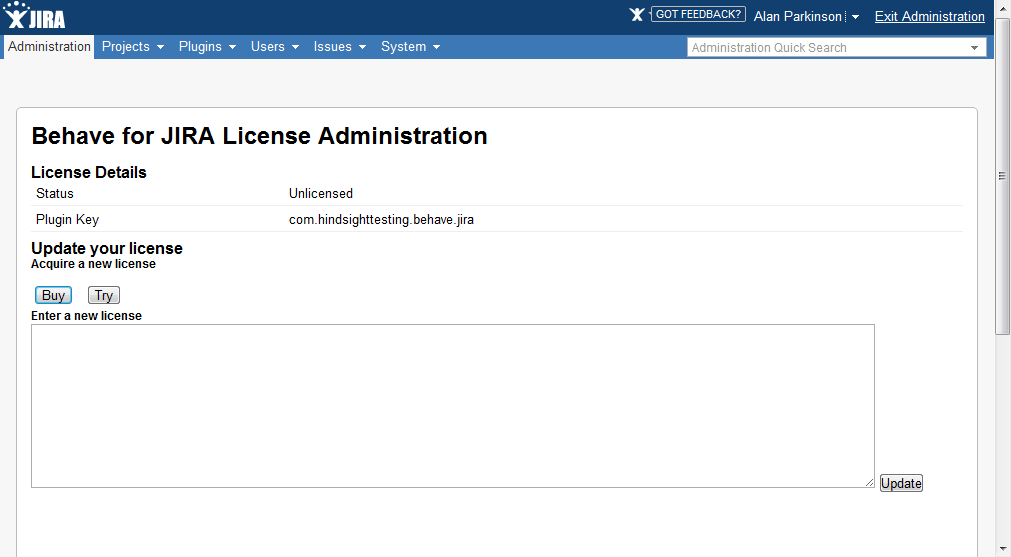 JIRA GOT FEEDBACK? Alan Parkinson Exit Administration
Administration Projects Plugins Users Issues System Administration Quick Search
Behave for JIRA License Administration
License Details
Status Unlicensed
Plugin Key com.hindsighttesting.behave.jira
Update your license
Acquire a new license
Buy Try
Enter a new license
Update